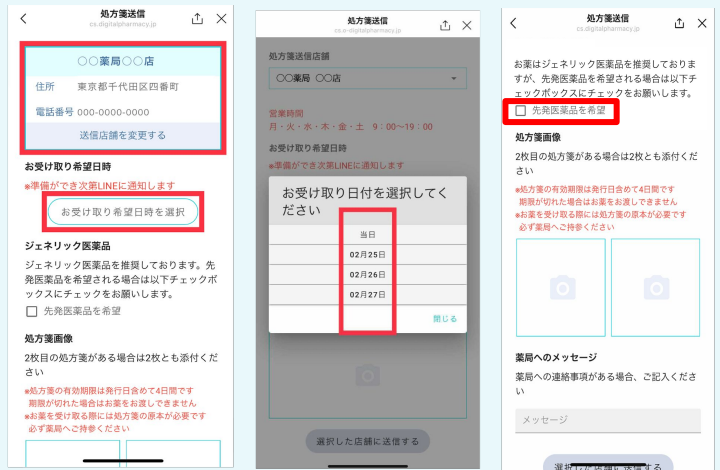 処方箋送信
cs.digitalpharmacy.jp
○○薬局○○店
住所 東京都千代田区四番町
電話番号 000-0000-0000
送信店舗を変更する
お受け取り希望日時
※準備ができ次第LINEに通知します
お受け取り希望日時を選択
ジェネリック医薬品
ジェネリック医薬品を推奨しております。先
発医薬品を希望される場合は以下チェックボ
ックスにチェックをお願いします。
先発医薬品を希望
処方箋画像
2枚目の処方箋がある場合は2枚とも添付くだ
さい
※処方箋の有効期限は発行日含めて4日間です
期限が切れた場合はお薬をお渡しできません
※お薬を受け取る際には処方箋の原本が必要です
必ず薬局へご持参ください
処方箋送信
cs.e-digitalpharmacy.jp
処方箋送信店舗
○○薬局 ○○店
営業時間
月・火・水・木・金・土 9:00〜19:00
お受け取り希望日時
※準備ができ次第LINEに通知します
お受け取り日付を選択してく
ださい
当日
02月25日
02月26日
02月27日
閉じる
選択した店舗に送信する
処方箋送信
cs.digitalpharmacy.jp
お薬はジェネリック医薬品を推奨しておりま
すが、先発医薬品を希望される場合は以下チ
ェックボックスにチェックをお願いします。
先発医薬品を希望
処方箋画像
2枚目の処方箋がある場合は2枚とも添付くだ
さい
※処方箋の有効期限は発行日含めて4日間です
期限が切れた場合はお薬をお渡しできません
※お薬を受け取る際には処方箋の原本が必要です
必ず薬局へご持参ください
薬局へのメッセージ
薬局への連絡事項がある場合、ご記入くださ
い
メッセージ
選択した店舗に送信する